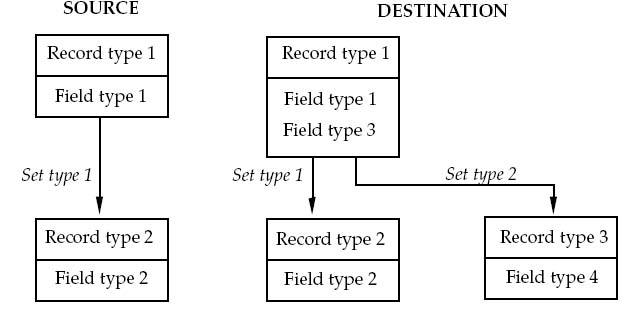 SOURCE
DESTINATION
Record type 1
Field type 1
Record type 1
Field type 1
Field type 3
Set type 1
Set type 1
Set type 2
Record type 2
Field type 2
Record type 2
Field type 2
Record type 3
Field type 4